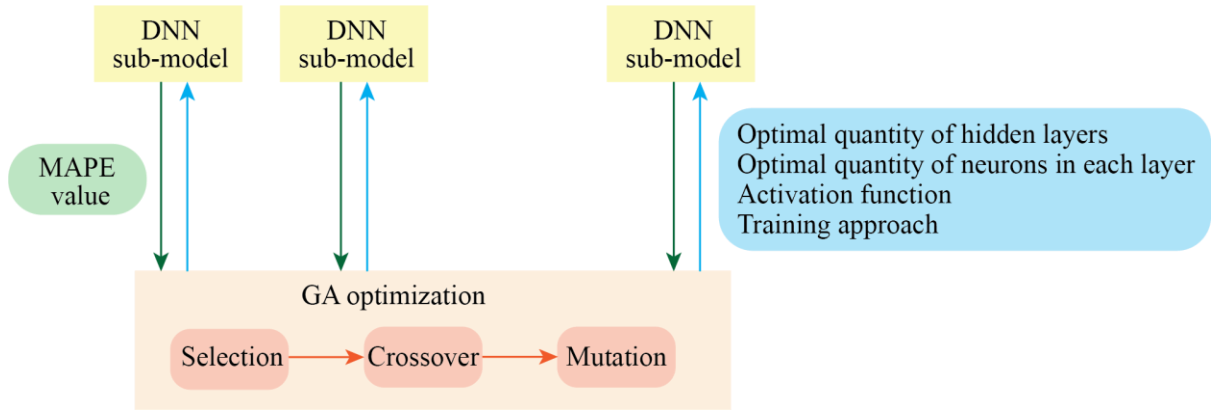 DNN
sub-model
DNN
sub-model
DNN
sub-model
MAPE
value
Optimal quantity of hidden layers
Optimal quantity of neurons in each layer
Activation function
Training approach
GA optimization
Selection
Crossover
Mutation